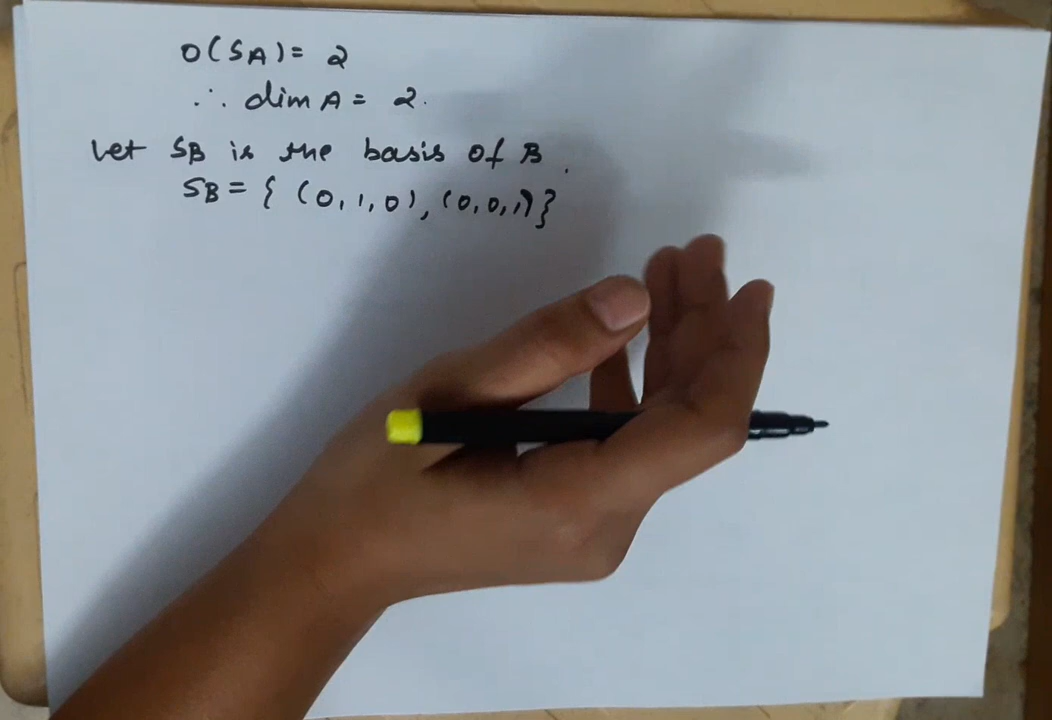 O(SA) = 2
∴ dim A = 2.
Let SB is the basis of B.
SB = { (0,1,0), (0,0,1) }